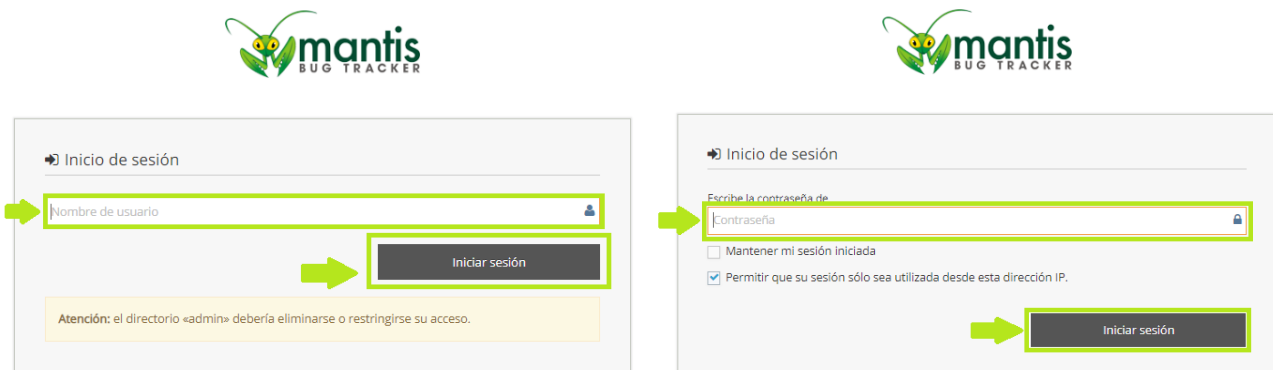 mantis
BUG TRACKER
Inicio de sesión
Nombre de usuario
Iniciar sesión
Atención: el directorio «admin» debería eliminarse o restringirse su acceso.
mantis
BUG TRACKER
Inicio de sesión
Escribe la contraseña de
Contraseña
Mantener mi sesión iniciada
Permitir que su sesión sólo sea utilizada desde esta dirección IP.
Iniciar sesión